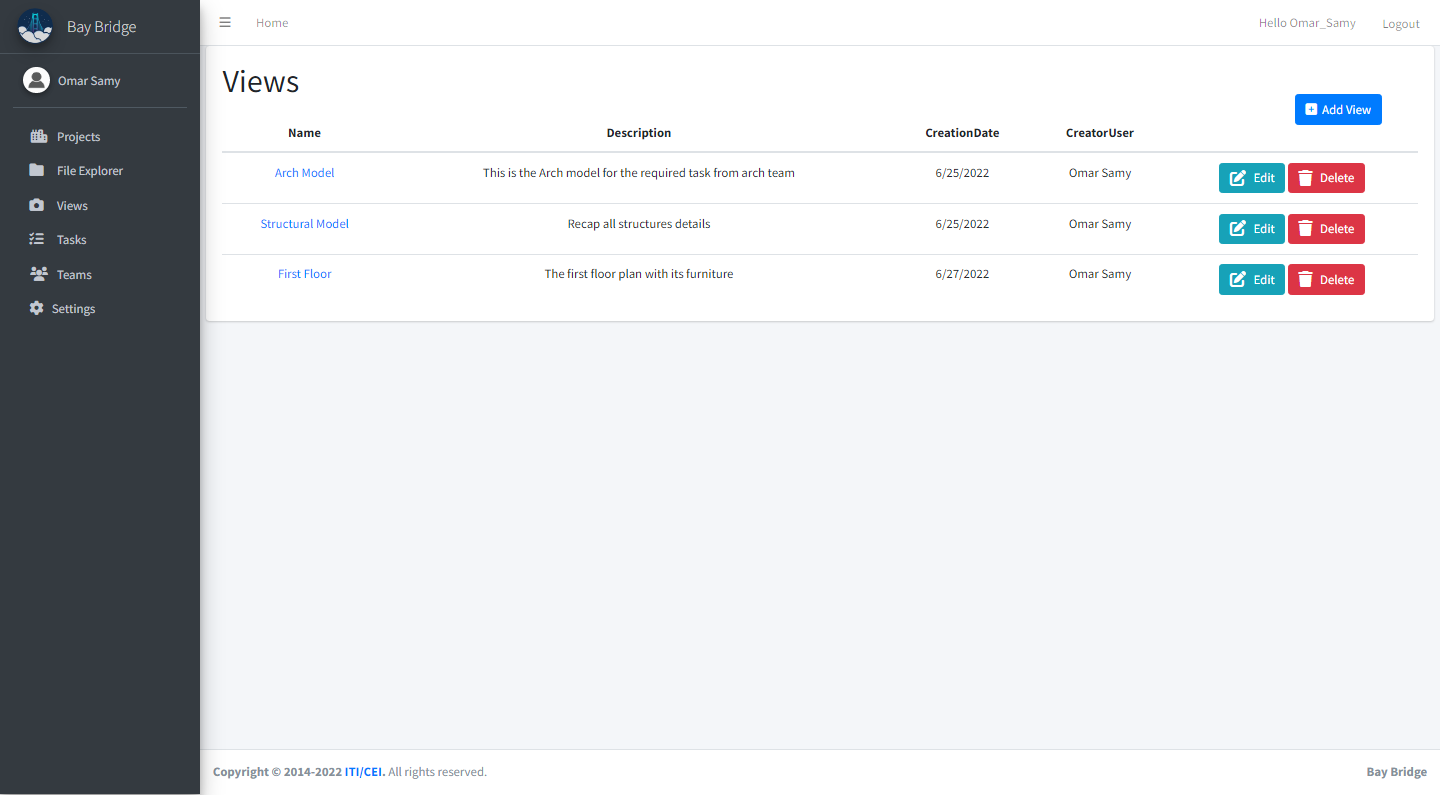 Bay Bridge
Omar Samy
Projects
File Explorer
Views
Tasks
Teams
Settings
Home
Hello Omar_Samy
Logout
Views
Add View
Name Description CreationDate CreatorUser
Arch Model This is the Arch model for the required task from arch team 6/25/2022 Omar Samy Edit Delete
Structural Model Recap all structures details 6/25/2022 Omar Samy Edit Delete
First Floor The first floor plan with its furniture 6/27/2022 Omar Samy Edit Delete
Copyright © 2014-2022 ITI/CEI. All rights reserved.
Bay Bridge